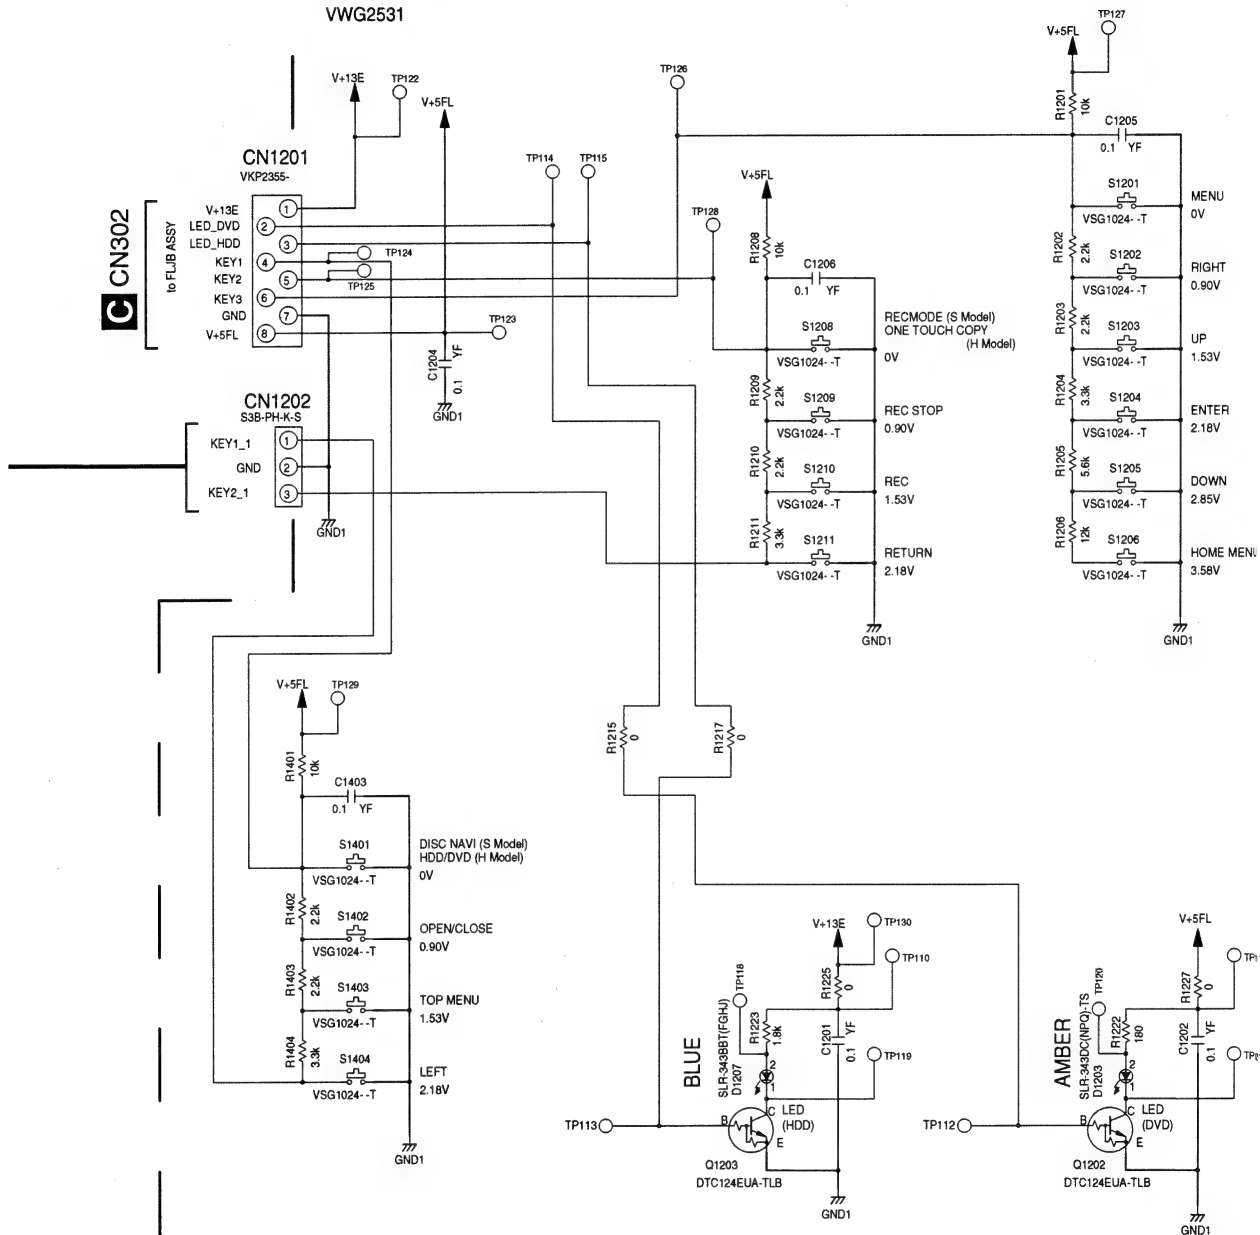 VWG2531
V+13E
TP122
V+5FL
TP126
V+5FL
TP127
R1201
10k
C1205
0.1 YF
CN1201
VKP2355-
TP114
TP115
C CN302
to FLJB ASSY
V+13E 1
LED_DVD 2
LED_HDD 3
KEY1 4
KEY2 5
KEY3 6
GND 7
V+5FL 8
TP124
TP125
TP123
C1204
0.1 YF
GND1
CN1202
S3B-PH-K-S
KEY1_1 1
GND 2
KEY2_1 3
GND1
V+5FL
TP128
R1208
10k
C1206
0.1 YF
S1208
VSG1024- -T
RECMODE (S Model)
ONE TOUCH COPY
(H Model)
0V
R1209
2.2k
S1209
VSG1024- -T
REC STOP
0.90V
R1210
2.2k
S1210
VSG1024- -T
REC
1.53V
R1211
3.3k
S1211
VSG1024- -T
RETURN
2.18V
GND1
S1201
VSG1024- -T
MENU
0V
R1202
2.2k
S1202
VSG1024- -T
RIGHT
0.90V
R1203
2.2k
S1203
VSG1024- -T
UP
1.53V
R1204
3.3k
S1204
VSG1024- -T
ENTER
2.18V
R1205
5.6k
S1205
VSG1024- -T
DOWN
2.85V
R1206
12k
S1206
VSG1024- -T
HOME MENU
3.58V
GND1
V+5FL
TP129
R1401
10k
C1403
0.1 YF
S1401
VSG1024- -T
DISC NAVI (S Model)
HDD/DVD (H Model)
0V
R1402
2.2k
S1402
VSG1024- -T
OPEN/CLOSE
0.90V
R1403
2.2k
S1403
VSG1024- -T
TOP MENU
1.53V
R1404
3.3k
S1404
VSG1024- -T
LEFT
2.18V
GND1
R1215
0
R1217
0
V+13E
TP130
TP110
R1225
0
TP118
BLUE
SLR-343BBT(FGHJ)
D1207
R1223
1.8k
C1201
0.1 YF
TP119
2
1
LED
(HDD)
TP113
B
C
E
Q1203
DTC124EUA-TLB
GND1
V+5FL
TP1
R1227
0
TP120
AMBER
SLR-343DC(NPQ)-TS
D1203
R1222
180
C1202
0.1 YF
2
1
LED
(DVD)
TP112
B
C
E
Q1202
DTC124EUA-TLB
GND1